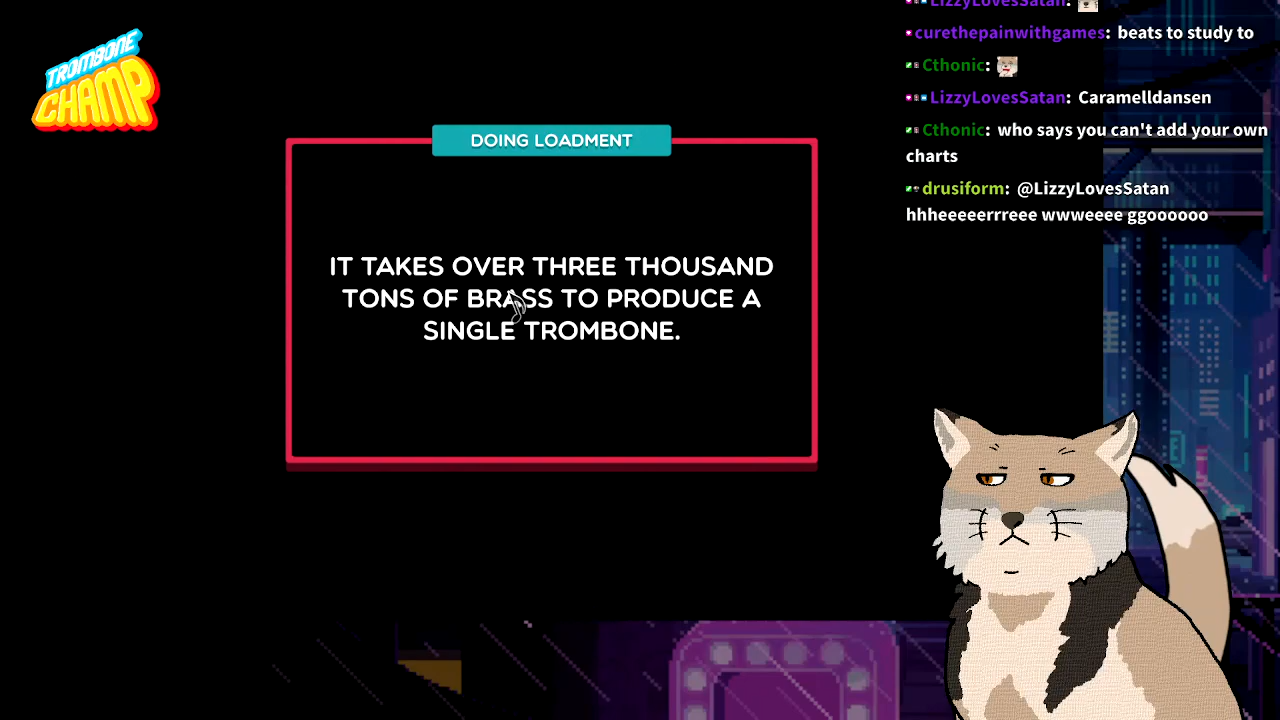 TROMBONE
CHAMP
DOING LOADMENT
IT TAKES OVER THREE THOUSAND
TONS OF BRASS TO PRODUCE A
SINGLE TROMBONE.
LizzyLovesSatan:
curethepainwithgames: beats to study to
Cthonic:
LizzyLovesSatan: Caramelldansen
Cthonic: who says you can't add your own
charts
drusiform: @LizzyLovesSatan
hhheeeeerrreee wwweeee ggoooooo